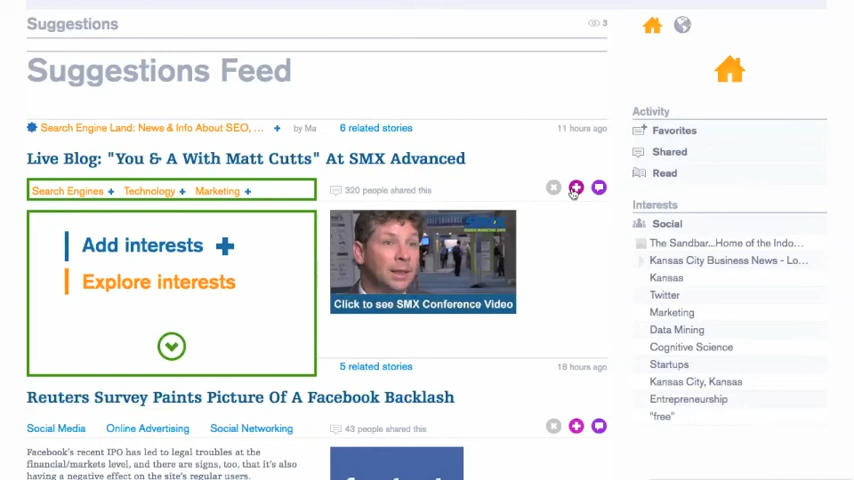 Suggestions
3
Suggestions Feed
Search Engine Land: News & Info About SEO, ... + by Ma 6 related stories 11 hours ago
Live Blog: "You & A With Matt Cutts" At SMX Advanced
Search Engines + Technology + Marketing + 320 people shared this
Add interests +
Explore interests
Click to see SMX Conference Video
5 related stories 18 hours ago
Reuters Survey Paints Picture Of A Facebook Backlash
Social Media Online Advertising Social Networking 43 people shared this
Facebook's recent IPO has led to legal troubles at the
financial/markets level, and there are signs, too, that it's also
having a negative effect on the site's regular users.
Activity
Favorites
Shared
Read
Interests
Social
The Sandbar...Home of the Indo...
Kansas City Business News - Lo...
Kansas
Twitter
Marketing
Data Mining
Cognitive Science
Startups
Kansas City, Kansas
Entrepreneurship
"free"